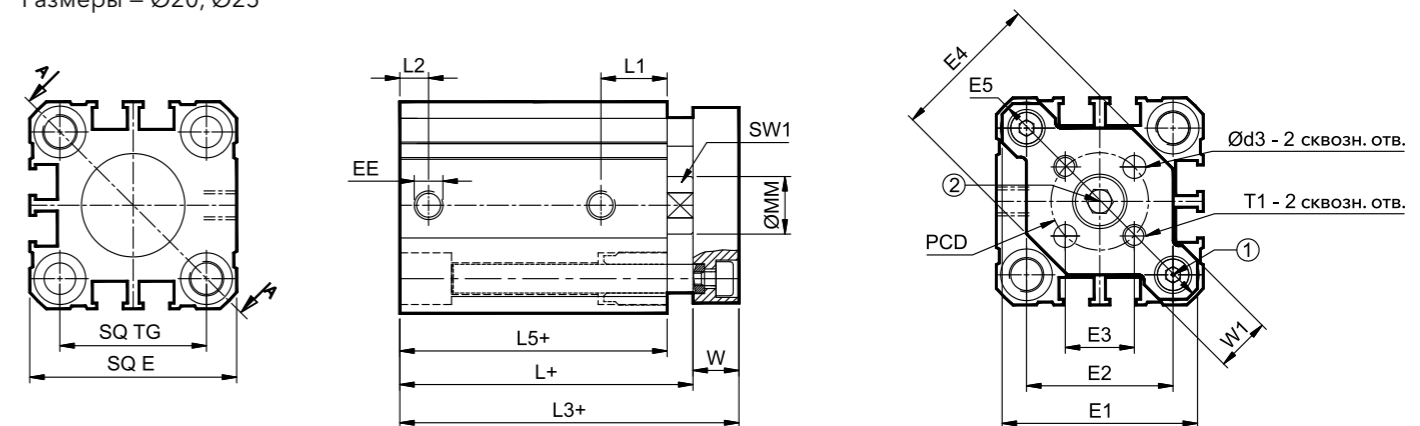 Размеры – Ø20, Ø25
A
A
SQ TG
SQ E
L2
L1
SW1
EE
ØMM
L5+
W
L+
L3+
E4
E5
Ød3 - 2 сквозн. отв.
②
T1 - 2 сквозн. отв.
PCD
①
W1
E3
E2
E1